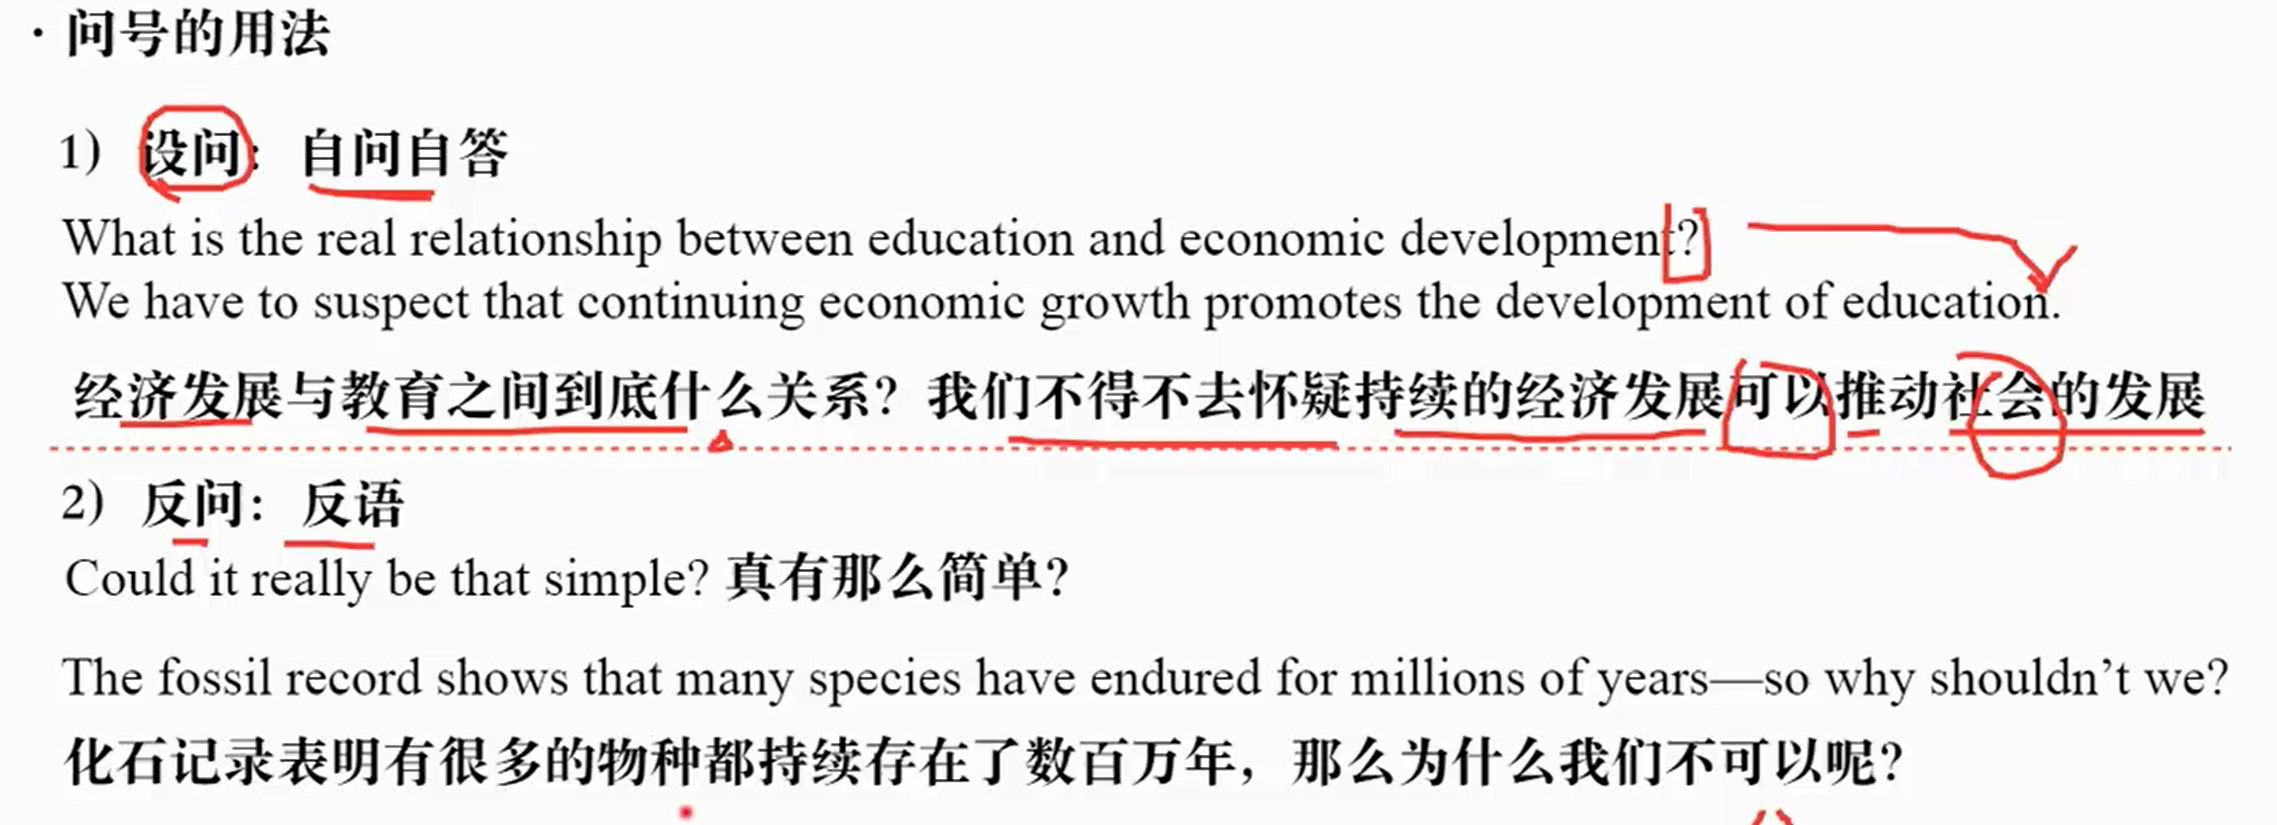 · 问号的用法
1) 设问：自问自答
What is the real relationship between education and economic development?
We have to suspect that continuing economic growth promotes the development of education.
经济发展与教育之间到底什么关系？我们不得不去怀疑持续的经济发展可以推动社会的发展
2) 反问：反语
Could it really be that simple? 真有那么简单？
The fossil record shows that many species have endured for millions of years—so why shouldn’t we?
化石记录表明有很多的物种都持续存在了数百万年，那么为什么我们不可以呢？